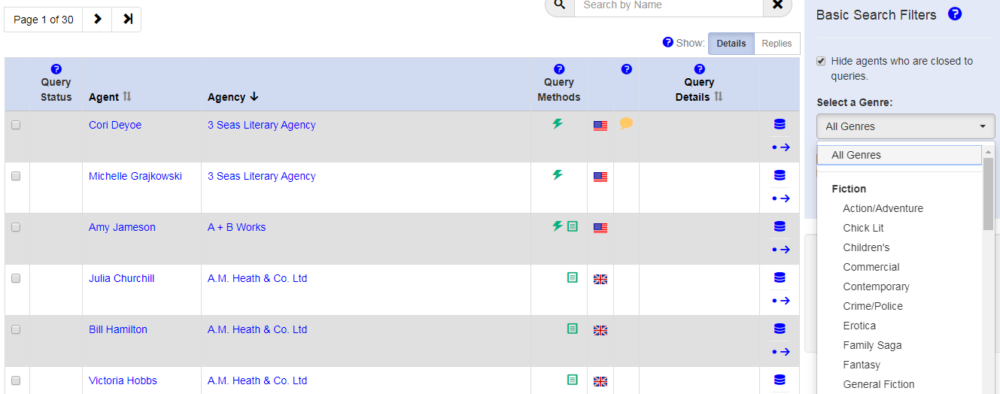 Page 1 of 30
Search by Name
Show: Details Replies
Query Status
Agent
Agency
Query Methods
Query Details
Cori Deyoe 3 Seas Literary Agency
Michelle Grajkowski 3 Seas Literary Agency
Amy Jameson A + B Works
Julia Churchill A.M. Heath & Co. Ltd
Bill Hamilton A.M. Heath & Co. Ltd
Victoria Hobbs A.M. Heath & Co. Ltd
Basic Search Filters
Hide agents who are closed to
queries.
Select a Genre:
All Genres
All Genres
Fiction
Action/Adventure
Chick Lit
Children's
Commercial
Contemporary
Crime/Police
Erotica
Family Saga
Fantasy
General Fiction